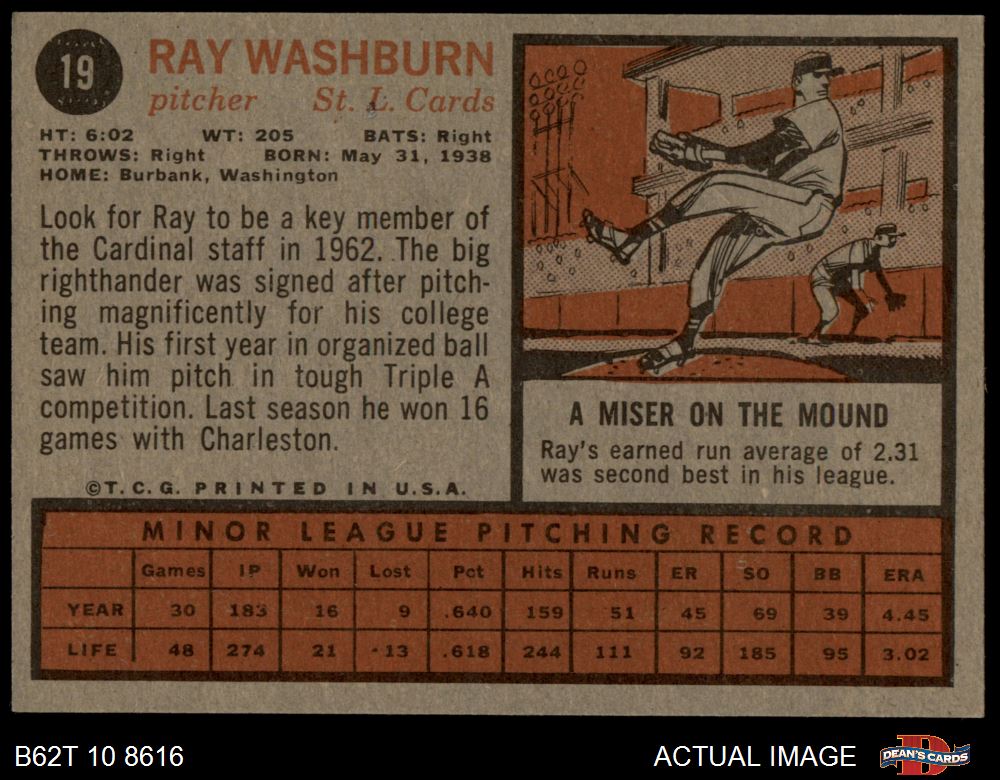 19
RAY WASHBURN
pitcher St. L. Cards
HT: 6:02 WT: 205 BATS: Right
THROWS: Right BORN: May 31, 1938
HOME: Burbank, Washington
Look for Ray to be a key member of
the Cardinal staff in 1962. The big
righthander was signed after pitch-
ing magnificently for his college
team. His first year in organized ball
saw him pitch in tough Triple A
competition. Last season he won 16
games with Charleston.
©T.C.G. PRINTED IN U.S.A.
A MISER ON THE MOUND
Ray's earned run average of 2.31
was second best in his league.
MINOR LEAGUE PITCHING RECORD
Games IP Won Lost Pct Hits Runs ER SO BB ERA
YEAR 30 183 16 9 .640 159 51 45 69 39 4.45
LIFE 48 274 21 13 .618 244 111 92 185 95 3.02
B62T 10 8616
ACTUAL IMAGE
D
DEAN'S CARDS